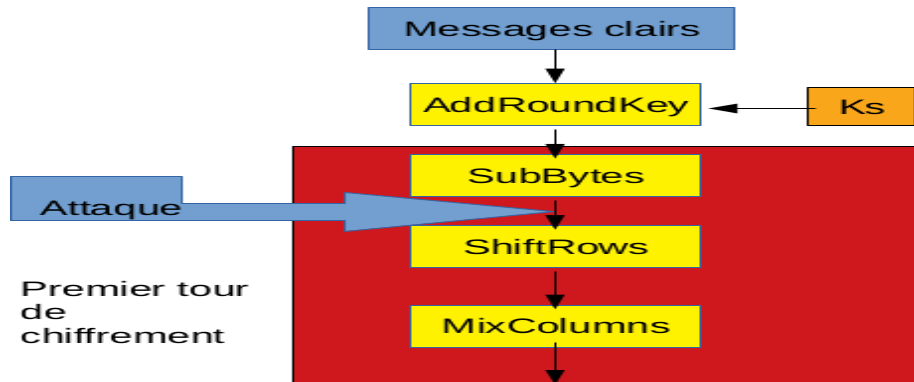 Messages clairs
AddRoundKey
Ks
SubBytes
Attaque
ShiftRows
Premier tour
de
chiffrement
MixColumns